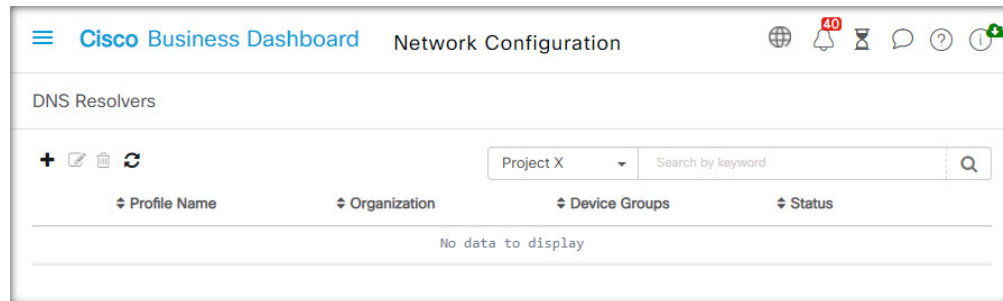 Cisco Business Dashboard Network Configuration 40
DNS Resolvers
Project X Search by keyword
Profile Name Organization Device Groups Status
No data to display